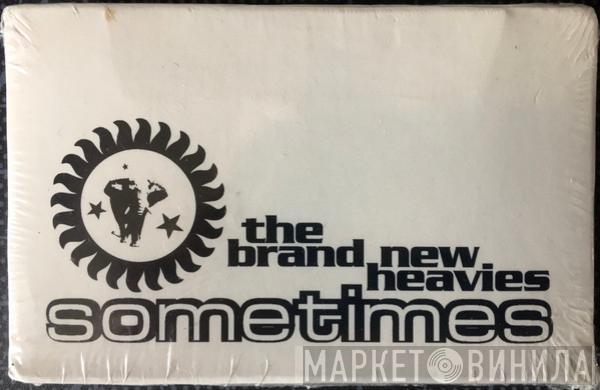 the
brand new
heavies
sometimes
МАРКЕТ ВИНИЛА